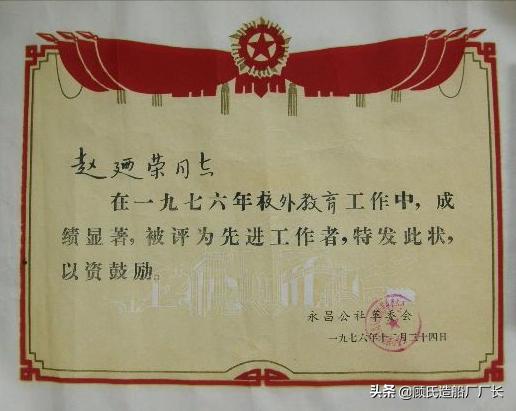 赵廼荣同志
在一九七六年校外教育工作中，成
绩显著，被评为先进工作者，特发此状，
以资鼓励。
永昌公社革委会
一九七六年十二月三十四日
头条 @顾氏造船厂厂长